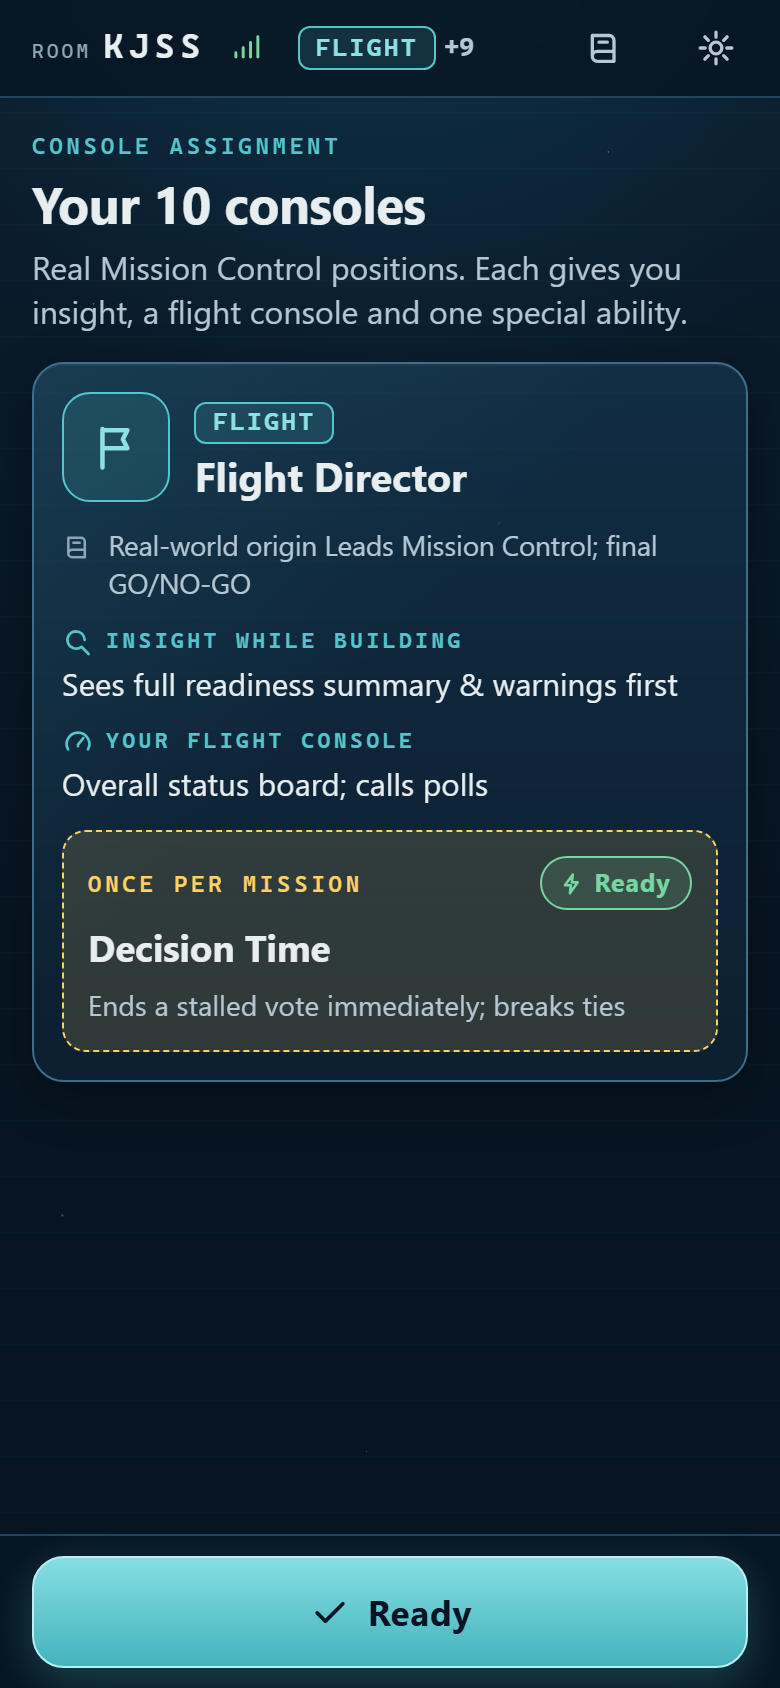 ROOM KJSS FLIGHT +9
CONSOLE ASSIGNMENT
Your 10 consoles
Real Mission Control positions. Each gives you
insight, a flight console and one special ability.
FLIGHT
Flight Director
Real-world origin Leads Mission Control; final
GO/NO-GO
INSIGHT WHILE BUILDING
Sees full readiness summary & warnings first
YOUR FLIGHT CONSOLE
Overall status board; calls polls
ONCE PER MISSION Ready
Decision Time
Ends a stalled vote immediately; breaks ties
Ready